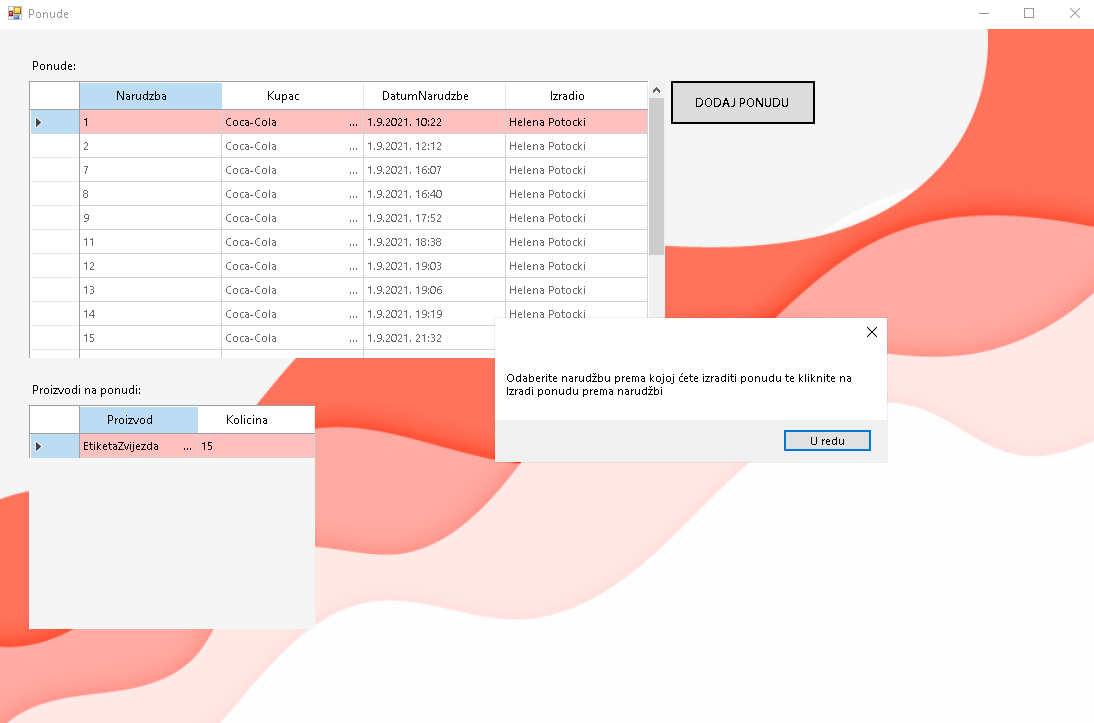 Ponude
Ponude:
Narudzba Kupac DatumNarudzbe Izradio
1 Coca-Cola ... 1.9.2021. 10:22 Helena Potocki
2 Coca-Cola ... 1.9.2021. 12:12 Helena Potocki
7 Coca-Cola ... 1.9.2021. 16:07 Helena Potocki
8 Coca-Cola ... 1.9.2021. 16:40 Helena Potocki
9 Coca-Cola ... 1.9.2021. 17:52 Helena Potocki
11 Coca-Cola ... 1.9.2021. 18:38 Helena Potocki
12 Coca-Cola ... 1.9.2021. 19:03 Helena Potocki
13 Coca-Cola ... 1.9.2021. 19:06 Helena Potocki
14 Coca-Cola ... 1.9.2021. 19:19 Helena Potocki
15 Coca-Cola ... 1.9.2021. 21:32
DODAJ PONUDU
Odaberite narudžbu prema kojoj ćete izraditi ponudu te kliknite na
Izradi ponudu prema narudžbi
U redu
Proizvodi na ponudi:
Proizvod Kolicina
EtiketaZvijezda ... 15